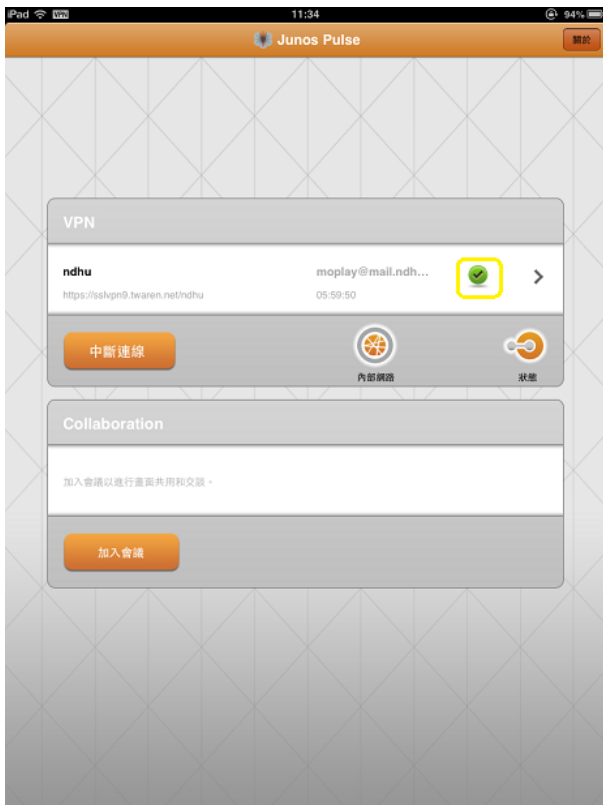 iPad VPN 11:34 94%
Junos Pulse 關於
VPN
ndhu moplay@mail.ndh...
https://sslvpn9.twaren.net/ndhu 05:59:50
中斷連線
內部網路 狀態
Collaboration
加入會議以進行畫面共用和交談。
加入會議